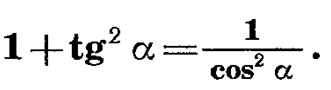 1 + tg² α = 1/cos² α.